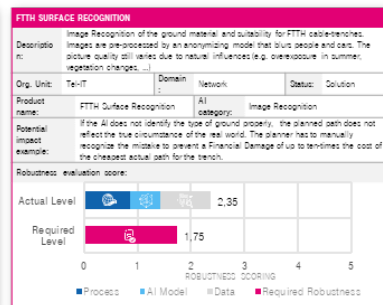 FTTH SURFACE RECOGNITION
Descriptio
n:
Image Recognition of the ground material and suitability for FTTH cable-trenches.
Images are pre-processed by an anonymizing model that blurs people and cars. The
picture quality still varies due to natural influences (e.g. overexposure in summer,
vegetation changes, ...)
Org. Unit: Tel-IT Domain
: Network Status: Solution
Product
name: FTTH Surface Recognition AI
category: Image Recognition
Potential
impact
example:
If the AI does not identify the type of ground properly, the planned path does not
reflect the true circumstance of the real world. The planner has to manually
recognize the mistake to prevent a Financial Damage of up to ten-times the cost of
the cheapest actual path for the trench.
Robustness evaluation score:
Actual Level 2,35
Required
Level 1,75
0 1 2 3 4 5
ROBUSTNESS SCORING
Process AI Model Data Required Robustness